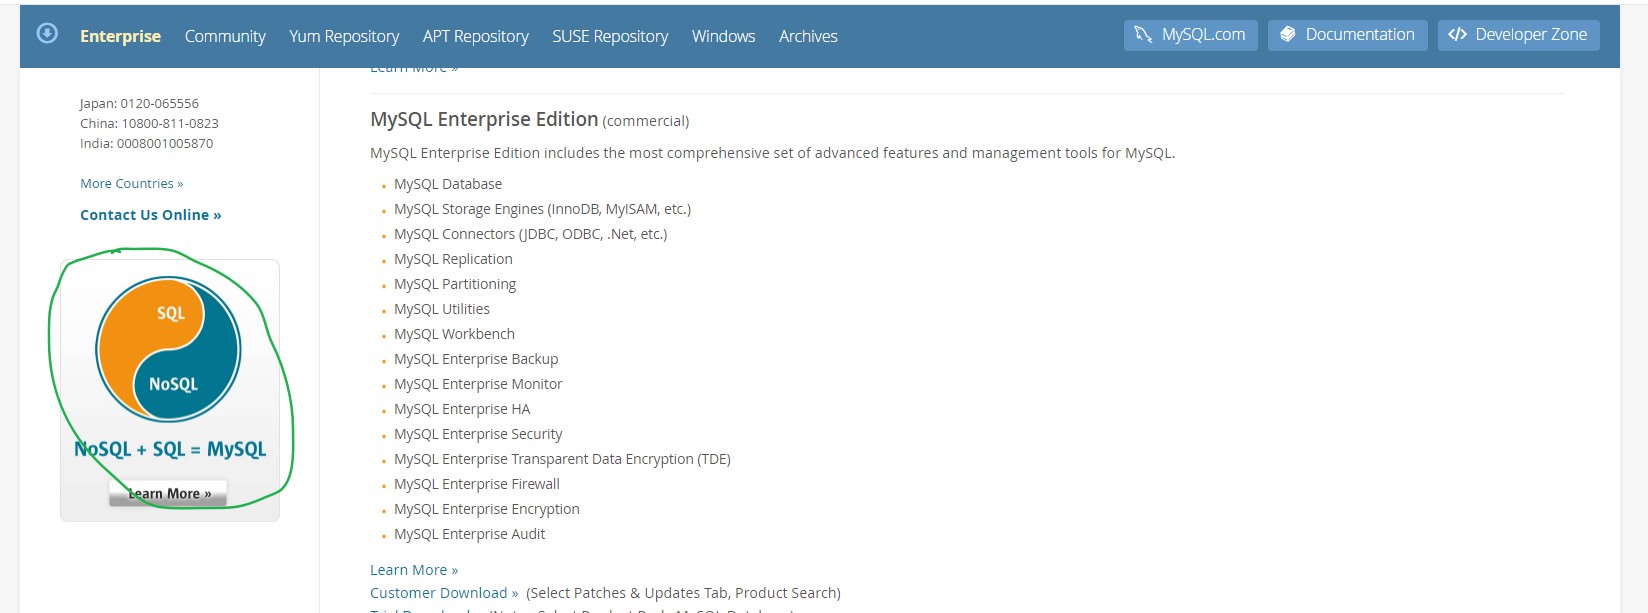 Enterprise Community Yum Repository APT Repository SUSE Repository Windows Archives MySQL.com Documentation Developer Zone
Japan: 0120-065556
China: 10800-811-0823
India: 0008001005870
More Countries »
Contact Us Online »
SQL
NoSQL
NoSQL + SQL = MySQL
Learn More »
Learn More »
MySQL Enterprise Edition (commercial)
MySQL Enterprise Edition includes the most comprehensive set of advanced features and management tools for MySQL.
MySQL Database
MySQL Storage Engines (InnoDB, MyISAM, etc.)
MySQL Connectors (JDBC, ODBC, .Net, etc.)
MySQL Replication
MySQL Partitioning
MySQL Utilities
MySQL Workbench
MySQL Enterprise Backup
MySQL Enterprise Monitor
MySQL Enterprise HA
MySQL Enterprise Security
MySQL Enterprise Transparent Data Encryption (TDE)
MySQL Enterprise Firewall
MySQL Enterprise Encryption
MySQL Enterprise Audit
Learn More »
Customer Download » (Select Patches & Updates Tab, Product Search)